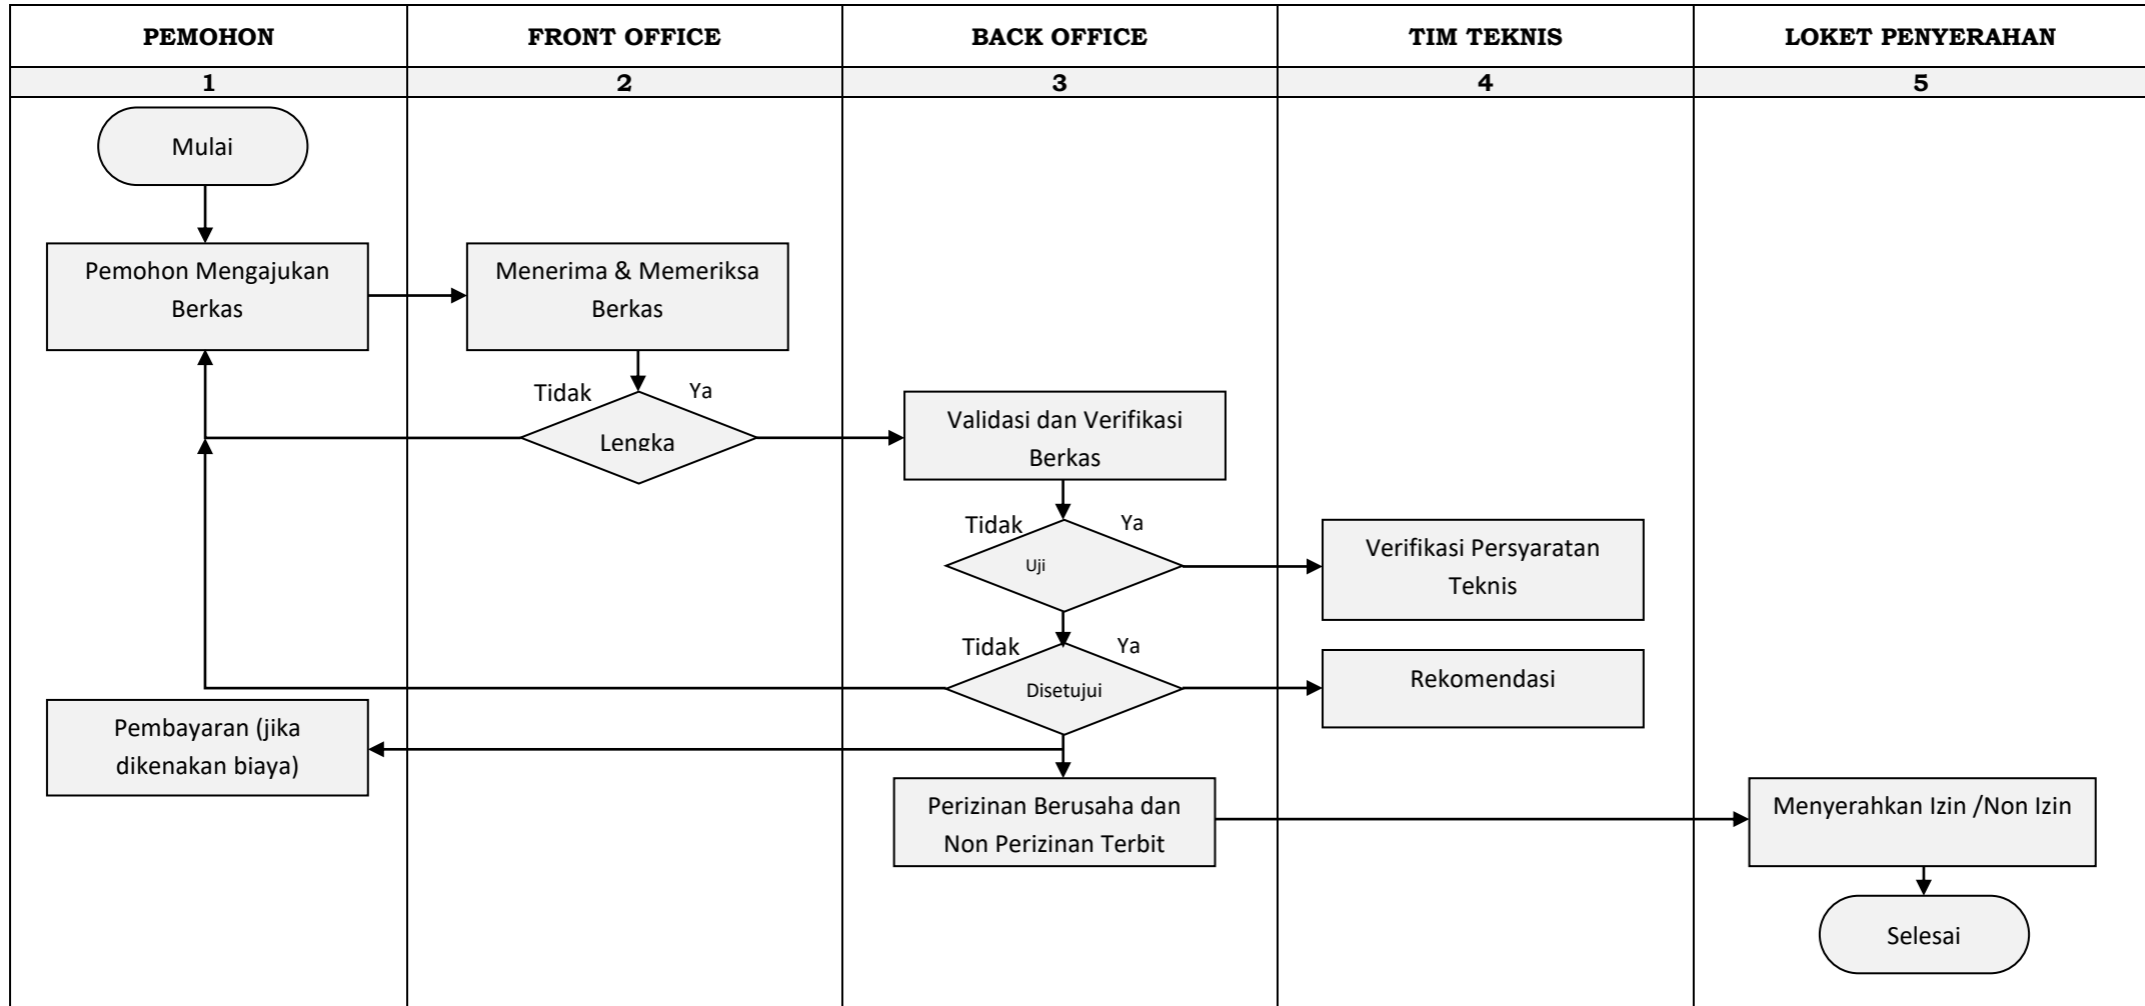 PEMOHON
FRONT OFFICE
BACK OFFICE
TIM TEKNIS
LOKET PENYERAHAN
1
2
3
4
5
Mulai
Pemohon Mengajukan
Berkas
Menerima & Memeriksa
Berkas
Tidak
Ya
Lengka
Validasi dan Verifikasi
Berkas
Tidak
Ya
Uji
Verifikasi Persyaratan
Teknis
Tidak
Ya
Disetujui
Rekomendasi
Pembayaran (jika
dikenakan biaya)
Perizinan Berusaha dan
Non Perizinan Terbit
Menyerahkan Izin /Non Izin
Selesai